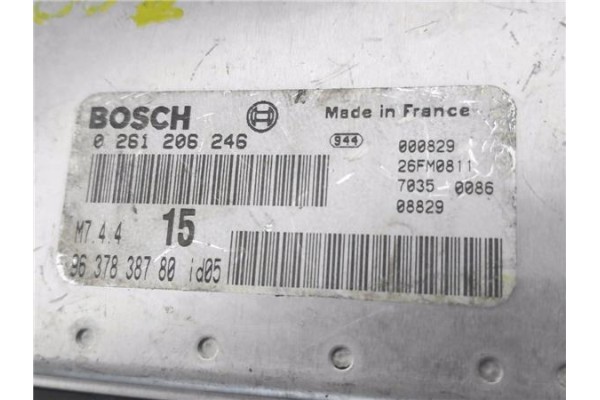 BOSCH Made in France
0 261 206 246 944 000829
26FM0811
7035 0086
08829
M7.4.4 15
96 378 387 80 id05